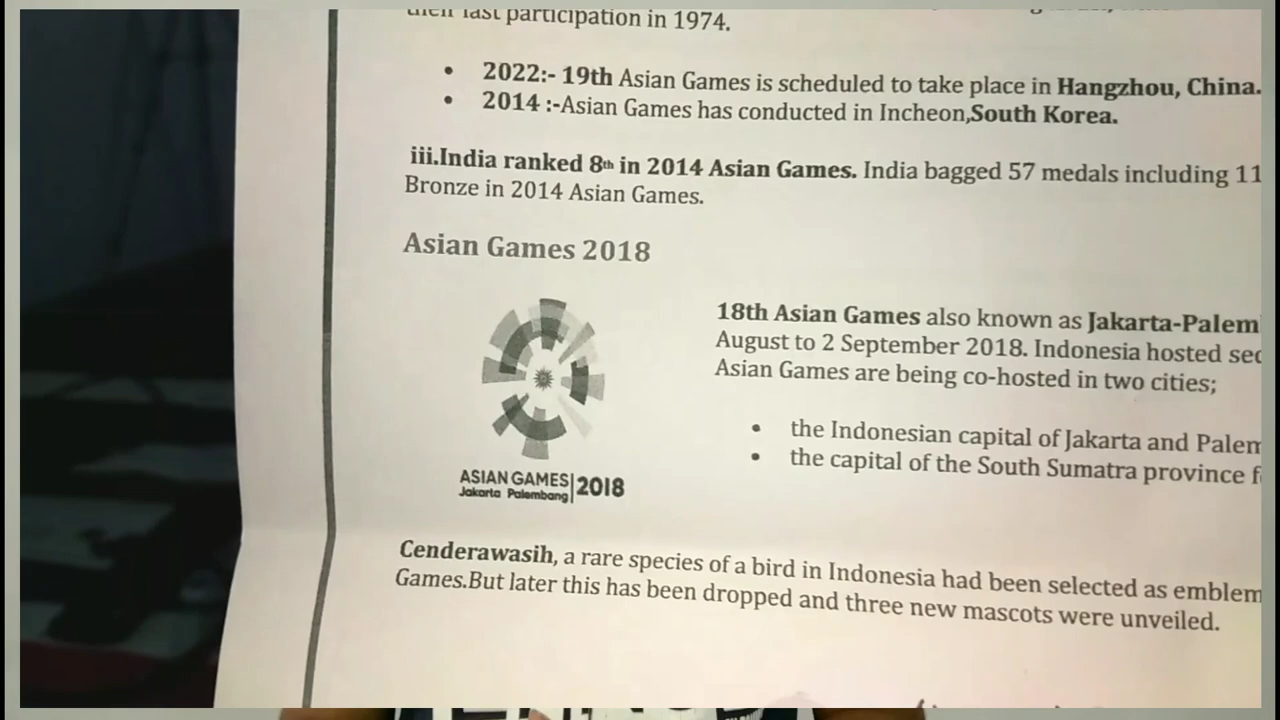 their last participation in 1974.
• 2022:- 19th Asian Games is scheduled to take place in Hangzhou, China.
• 2014 :-Asian Games has conducted in Incheon,South Korea.
iii.India ranked 8th in 2014 Asian Games. India bagged 57 medals including 11
Bronze in 2014 Asian Games.
Asian Games 2018
18th Asian Games also known as Jakarta-Palem
August to 2 September 2018. Indonesia hosted sec
Asian Games are being co-hosted in two cities;
• the Indonesian capital of Jakarta and Palem
• the capital of the South Sumatra province f
ASIAN GAMES 2018
Jakarta Palembang
Cenderawasih, a rare species of a bird in Indonesia had been selected as emblem
Games.But later this has been dropped and three new mascots were unveiled.